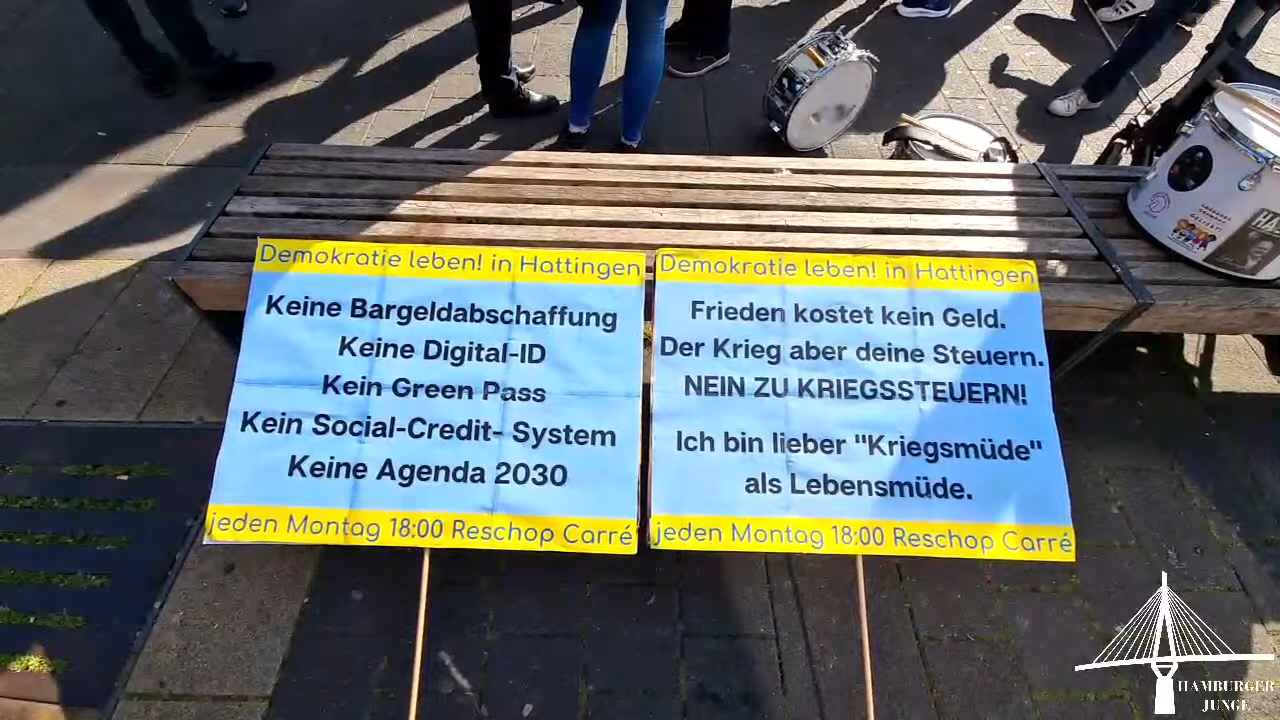 Demokratie leben! in Hattingen
Keine Bargeldabschaffung
Keine Digital-ID
Kein Green Pass
Kein Social-Credit- System
Keine Agenda 2030
jeden Montag 18:00 Reschop Carré
Demokratie leben! in Hattingen
Frieden kostet kein Geld.
Der Krieg aber deine Steuern.
NEIN ZU KRIEGSSTEUERN!
Ich bin lieber "Kriegsmüde"
als Lebensmüde.
jeden Montag 18:00 Reschop Carré
HAMBURGER
JUNGE